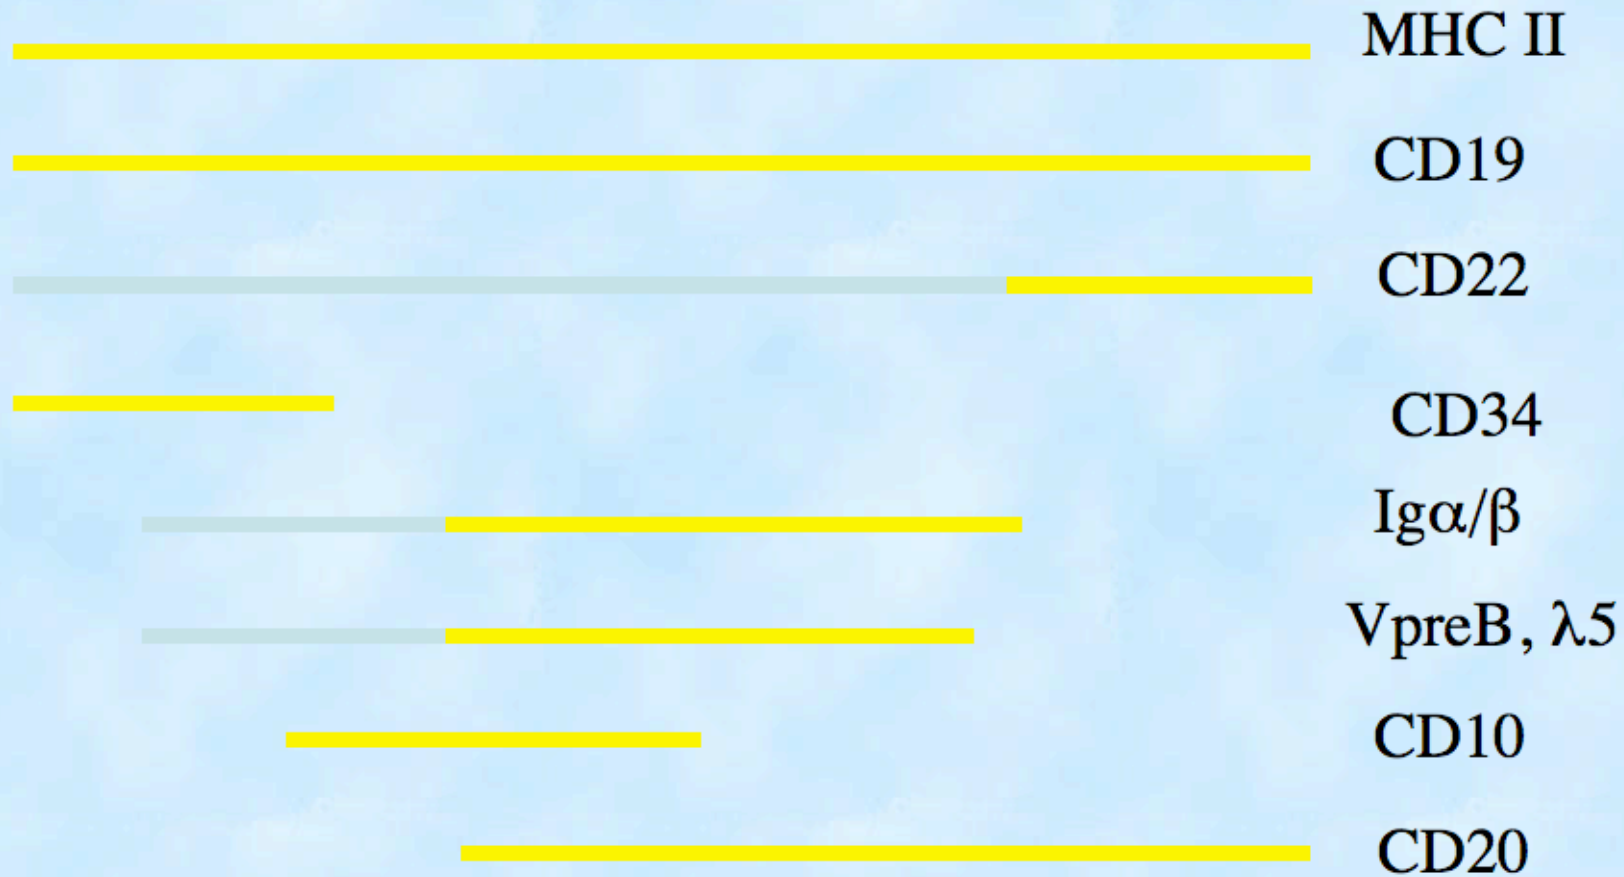 MHC II
CD19
CD22
CD34
Igα/β
VpreB, λ5
CD10
CD20